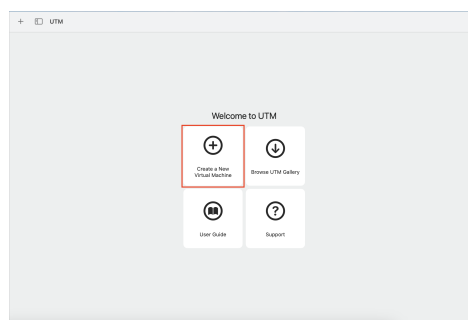 UTM
Welcome to UTM
Create a New
Virtual Machine
Browse UTM Gallery
User Guide
Support